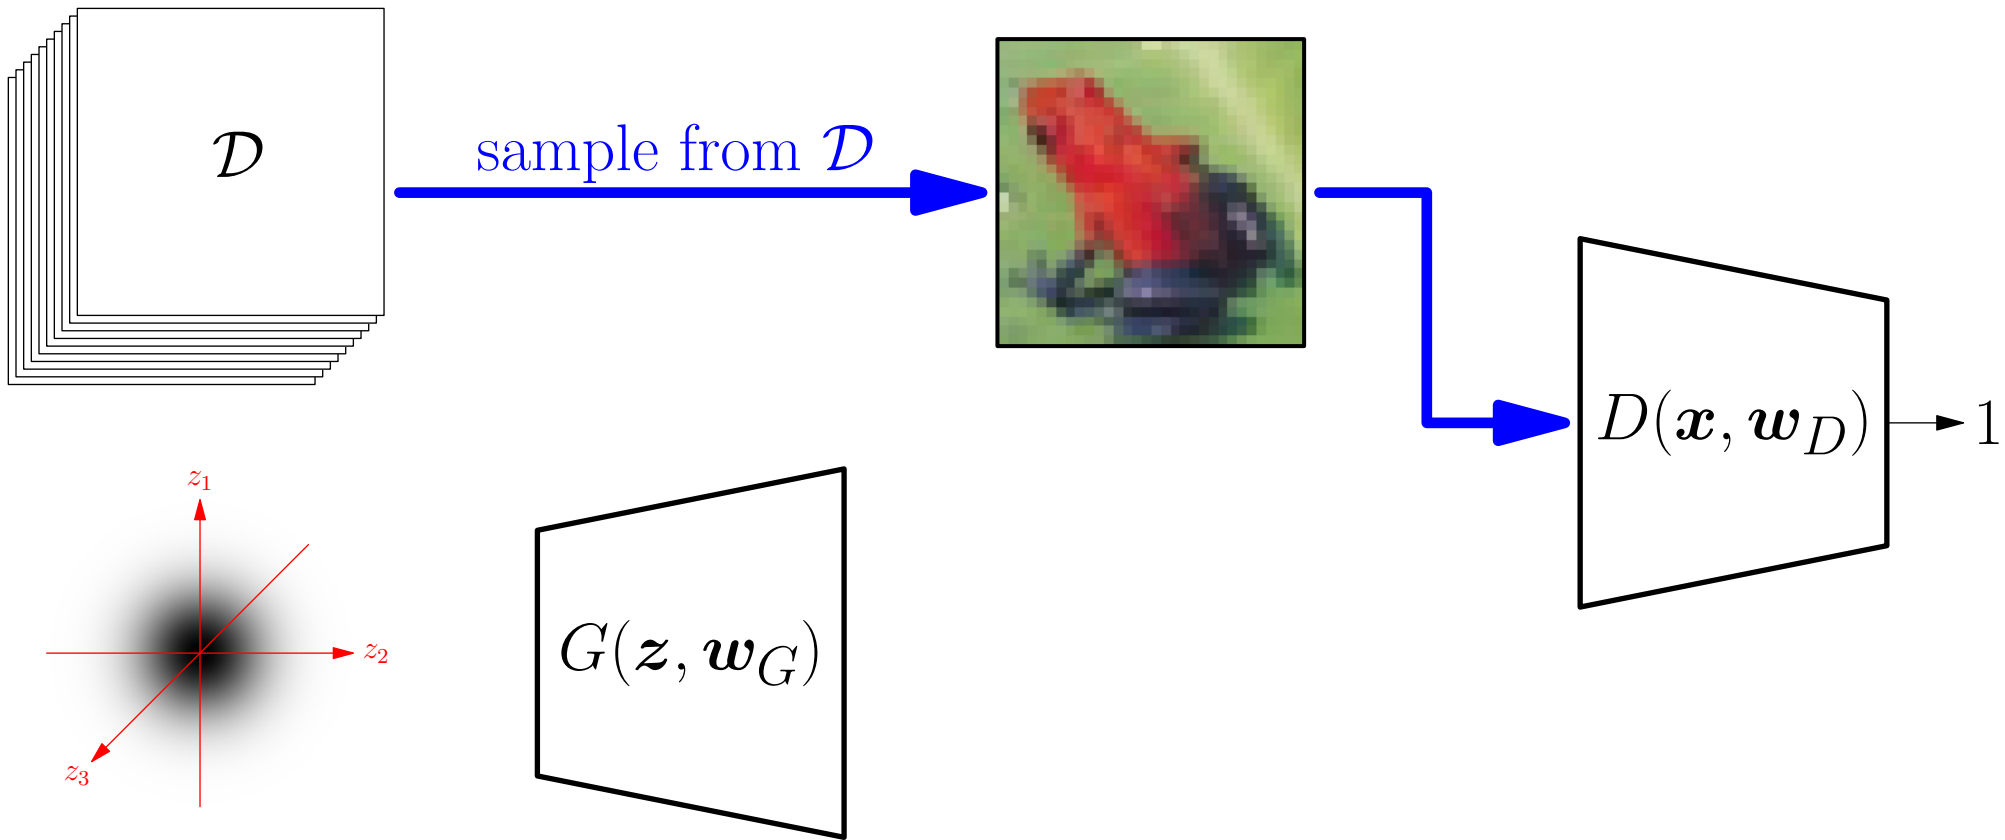 𝒟
sample from 𝒟
D(x, w_D)
1
z₁
z₂
z₃
G(z, w_G)